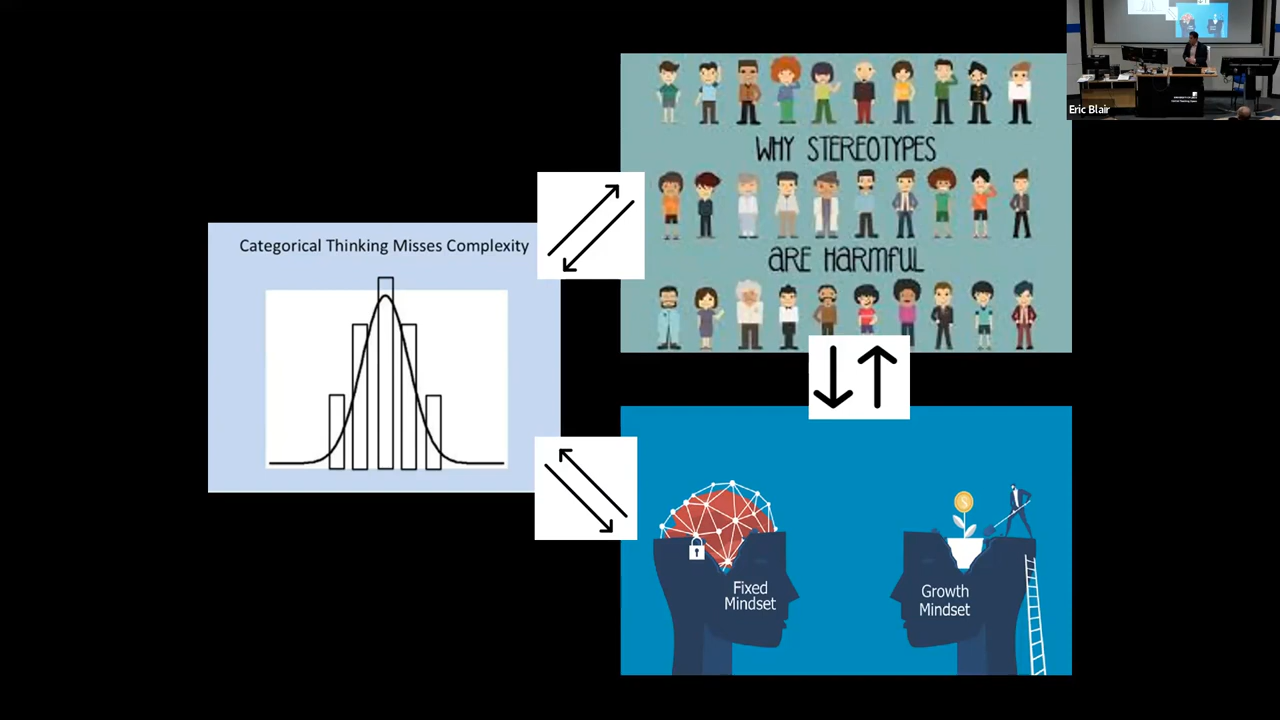 Eric Blair
WHY STEREOTYPES
ARE HARMFUL
Categorical Thinking Misses Complexity
$
Fixed
Mindset
Growth
Mindset